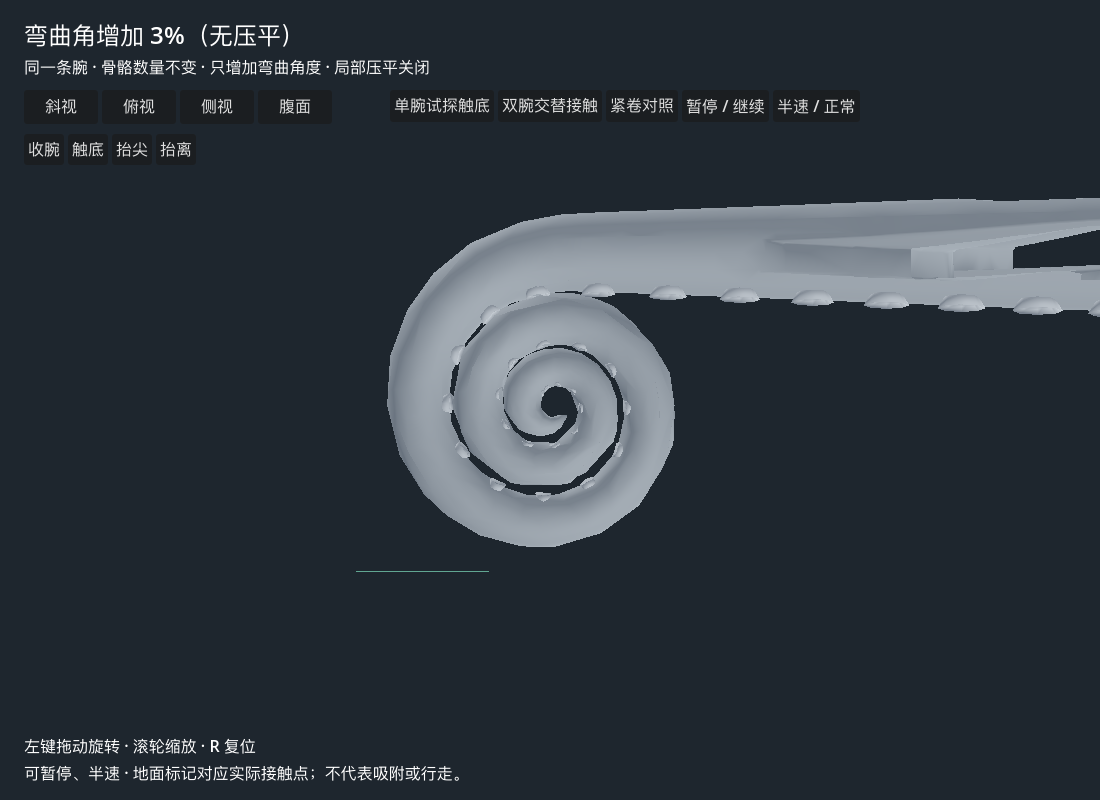 弯曲角增加 3%（无压平）
同一条腕 · 骨骼数量不变 · 只增加弯曲角度 · 局部压平关闭
斜视 俯视 侧视 腹面 单腕试探触底 双腕交替接触 紧卷对照 暂停 / 继续 半速 / 正常
收腕 触底 抬尖 抬离
左键拖动旋转 · 滚轮缩放 · R 复位
可暂停、半速 · 地面标记对应实际接触点；不代表吸附或行走。